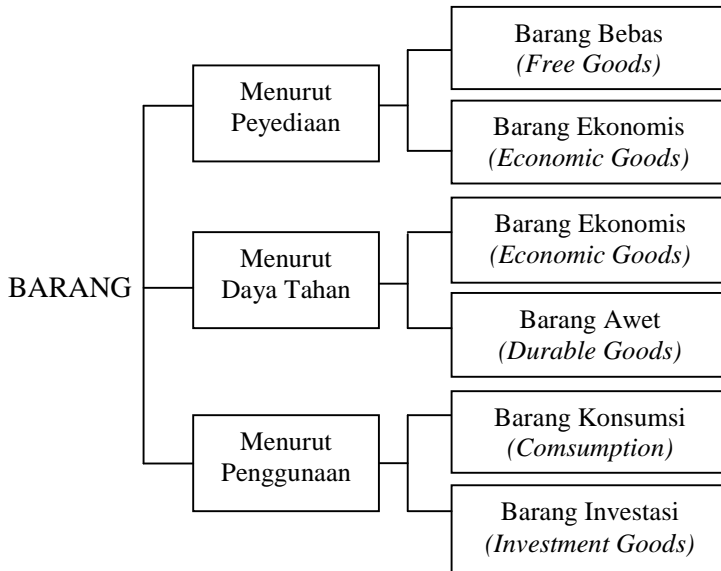 BARANG
Menurut
Peyediaan
Barang Bebas
(Free Goods)
Barang Ekonomis
(Economic Goods)
Menurut
Daya Tahan
Barang Ekonomis
(Economic Goods)
Barang Awet
(Durable Goods)
Menurut
Penggunaan
Barang Konsumsi
(Comsumption)
Barang Investasi
(Investment Goods)